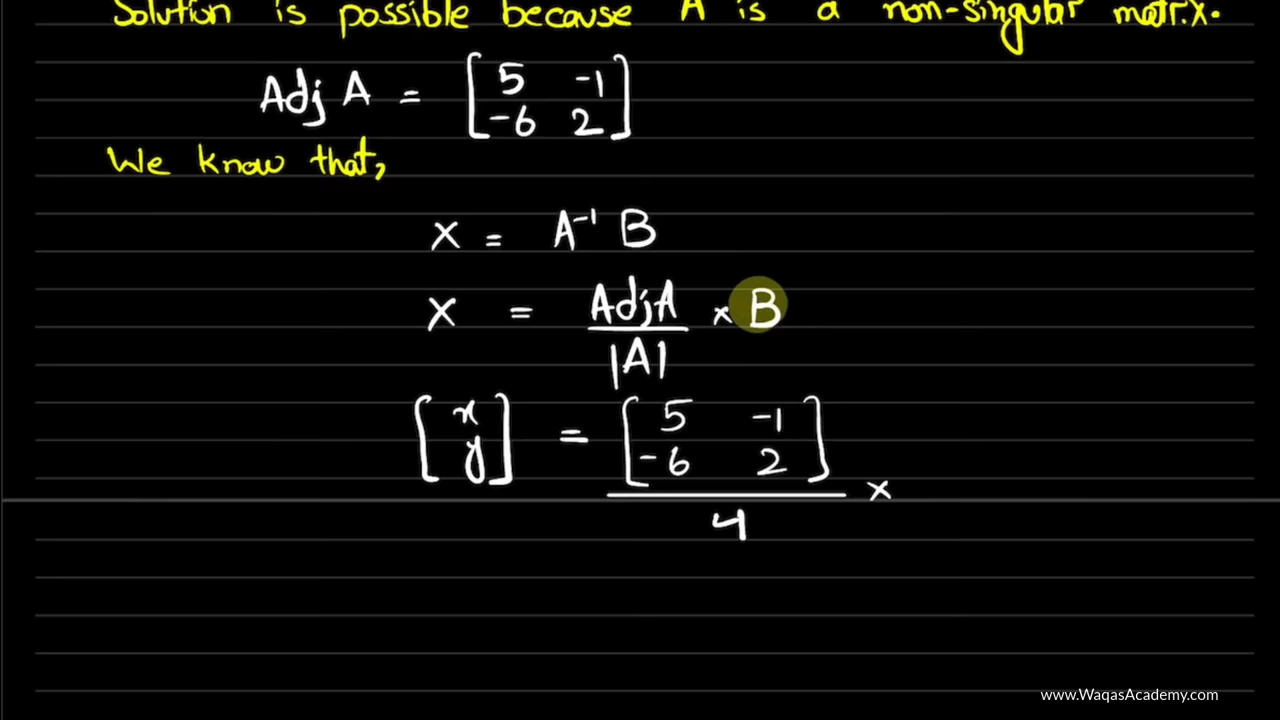 Solution is possible because A is a non-singular matrix.
Adj A = [5 -1
-6 2]
We know that,
X = A⁻¹ B
X = AdjA / |A| × B
[x
y] = [5 -1
-6 2] / 4 ×
www.WaqasAcademy.com